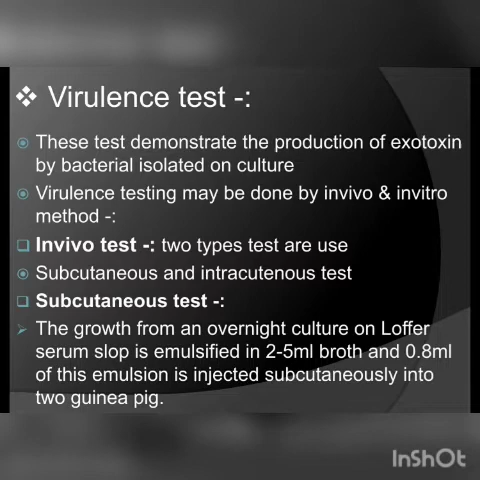 ❖ Virulence test -:
These test demonstrate the production of exotoxin
by bacterial isolated on culture
Virulence testing may be done by invivo & invitro
method -:
Invivo test -: two types test are use
Subcutaneous and intracutenous test
Subcutaneous test -:
The growth from an overnight culture on Loffer
serum slop is emulsified in 2-5ml broth and 0.8ml
of this emulsion is injected subcutaneously into
two guinea pig.
InShOt